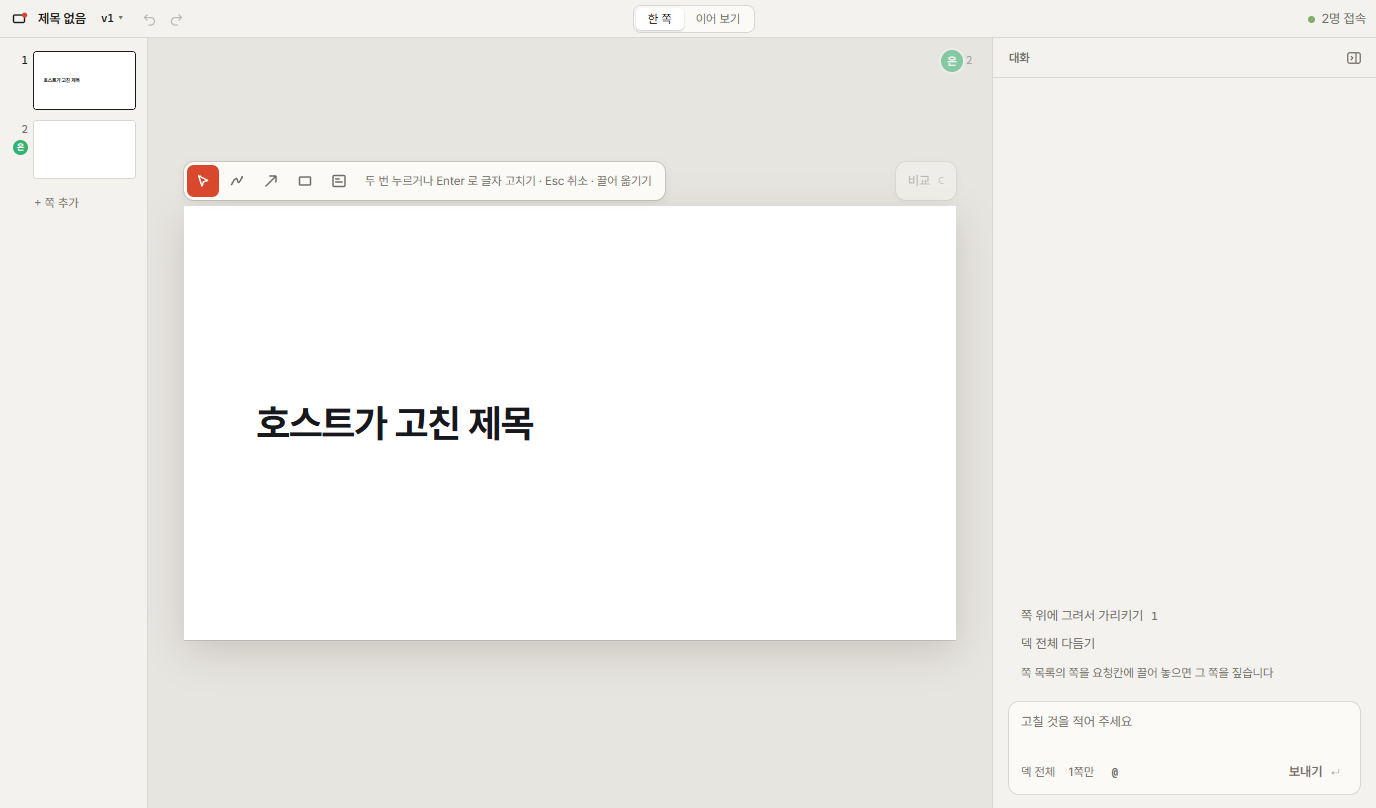 제목 없음 v1
한 쪽 이어 보기
2명 접속
1
호스트가 고친 제목
2
은
+ 쪽 추가
은 2
두 번 누르거나 Enter 로 글자 고치기 · Esc 취소 · 끌어 옮기기
비교 C
호스트가 고친 제목
대화
쪽 위에 그려서 가리키기 1
덱 전체 다듬기
쪽 목록의 쪽을 요청칸에 끌어 놓으면 그 쪽을 짚습니다
고칠 것을 적어 주세요
덱 전체 1쪽만 @
보내기 ↵